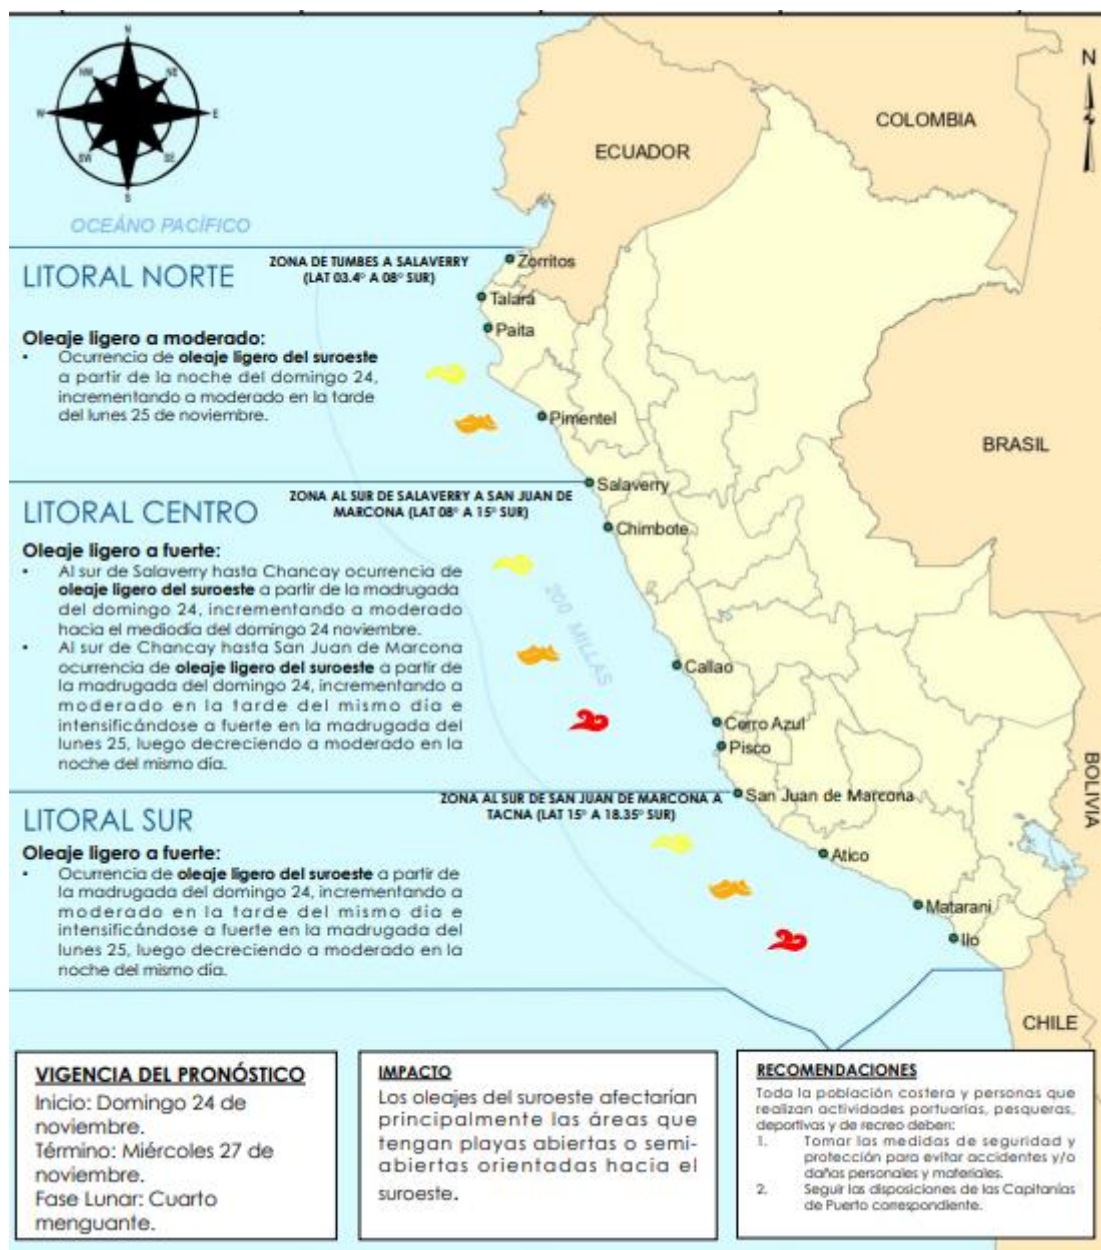 N
NW
NE
W
E
SW
SE
S
N
OCEÁNO PACÍFICO
ECUADOR
COLOMBIA
BRASIL
BOLIVIA
CHILE
LITORAL NORTE
ZONA DE TUMBES A SALAVERRY
(LAT 03.4° A 08° SUR)
Oleaje ligero a moderado:
• Ocurrencia de oleaje ligero del suroeste
a partir de la noche del domingo 24,
incrementando a moderado en la tarde
del lunes 25 de noviembre.
Zorritos
Talara
Paita
Pimentel
Salaverry
LITORAL CENTRO
ZONA AL SUR DE SALAVERRY A SAN JUAN DE
MARCONA (LAT 08° A 15° SUR)
Oleaje ligero a fuerte:
• Al sur de Salaverry hasta Chancay ocurrencia de
oleaje ligero del suroeste a partir de la madrugada
del domingo 24, incrementando a moderado
hacia el mediodía del domingo 24 noviembre.
• Al sur de Chancay hasta San Juan de Marcona
ocurrencia de oleaje ligero del suroeste a partir de
la madrugada del domingo 24, incrementando a
moderado en la tarde del mismo día e
intensificándose a fuerte en la madrugada del
lunes 25, luego decreciendo a moderado en la
noche del mismo día.
200 MILLAS
Chimbote
Callao
Cerro Azul
Pisco
San Juan de Marcona
LITORAL SUR
ZONA AL SUR DE SAN JUAN DE MARCONA A
TACNA (LAT 15° A 18.35° SUR)
Oleaje ligero a fuerte:
• Ocurrencia de oleaje ligero del suroeste a partir de
la madrugada del domingo 24, incrementando a
moderado en la tarde del mismo día e
intensificándose a fuerte en la madrugada del
lunes 25, luego decreciendo a moderado en la
noche del mismo día.
Atico
Matarani
Ilo
VIGENCIA DEL PRONÓSTICO
Inicio: Domingo 24 de
noviembre.
Término: Miércoles 27 de
noviembre.
Fase Lunar: Cuarto
menguante.
IMPACTO
Los oleajes del suroeste afectarían
principalmente las áreas que
tengan playas abiertas o semi-
abiertas orientadas hacia el
suroeste.
RECOMENDACIONES
Toda la población costera y personas que
realizan actividades portuarias, pesqueras,
deportivas y de recreo deben:
1. Tomar las medidas de seguridad y
protección para evitar accidentes y/o
daños personales y materiales.
2. Seguir las disposiciones de las Capitanías
de Puerto correspondiente.